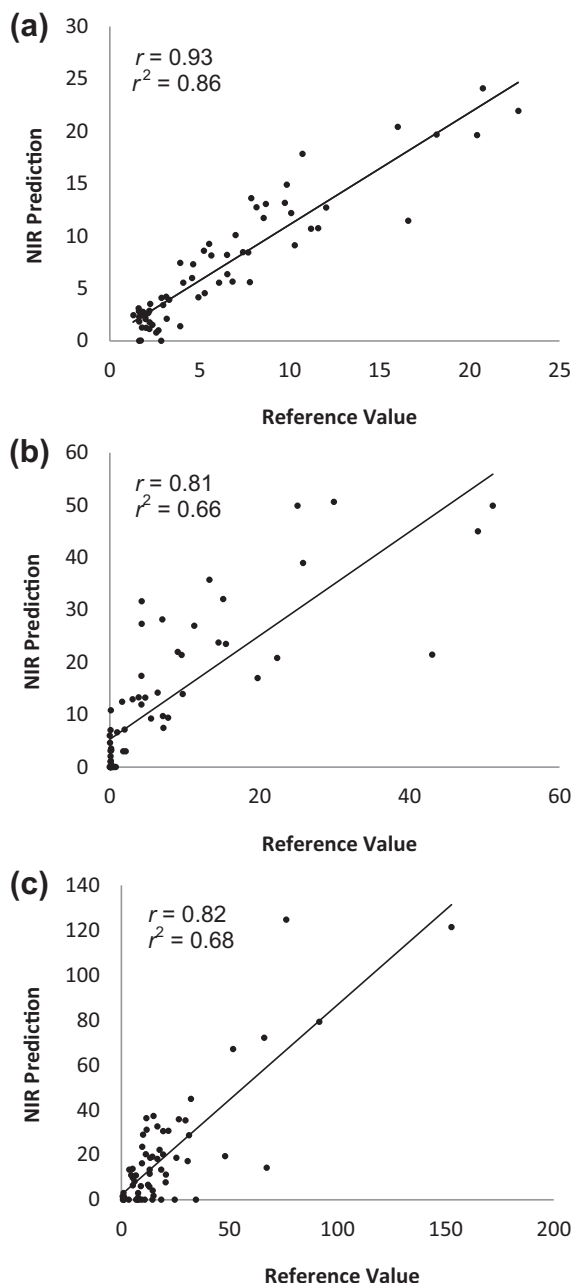 (a)
r = 0.93
r² = 0.86
30
25
20
15
10
5
0
NIR Prediction
0 5 10 15 20 25
Reference Value
(b)
r = 0.81
r² = 0.66
60
50
40
30
20
10
0
NIR Prediction
0 20 40 60
Reference Value
(c)
r = 0.82
r² = 0.68
140
120
100
80
60
40
20
0
NIR Prediction
0 50 100 150 200
Reference Value